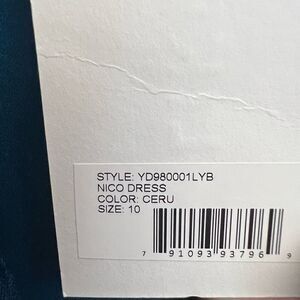 STYLE: YD980001LYB
NICO DRESS
COLOR: CERU
SIZE: 10
7 91093 93796 9